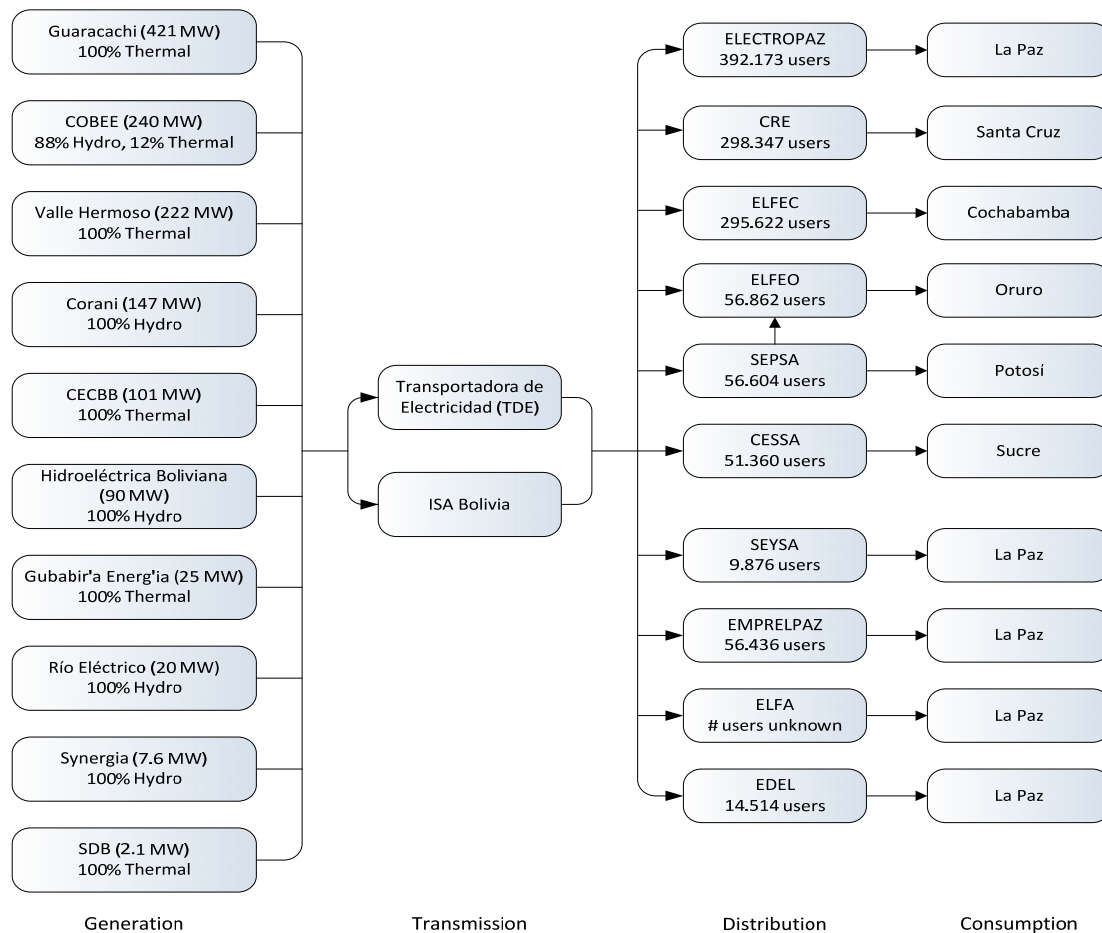 Guaracachi (421 MW)
100% Thermal
COBEE (240 MW)
88% Hydro, 12% Thermal
Valle Hermoso (222 MW)
100% Thermal
Corani (147 MW)
100% Hydro
CECBB (101 MW)
100% Thermal
Hidroeléctrica Boliviana
(90 MW)
100% Hydro
Gubabir'a Energ'ia (25 MW)
100% Thermal
Río Eléctrico (20 MW)
100% Hydro
Synergia (7.6 MW)
100% Hydro
SDB (2.1 MW)
100% Thermal
Generation
Transportadora de
Electricidad (TDE)
ISA Bolivia
Transmission
ELECTROPAZ
392.173 users
CRE
298.347 users
ELFEC
295.622 users
ELFEO
56.862 users
SEPSA
56.604 users
CESSA
51.360 users
SEYSA
9.876 users
EMPRELPAZ
56.436 users
ELFA
# users unknown
EDEL
14.514 users
Distribution
La Paz
Santa Cruz
Cochabamba
Oruro
Potosí
Sucre
La Paz
La Paz
La Paz
La Paz
Consumption